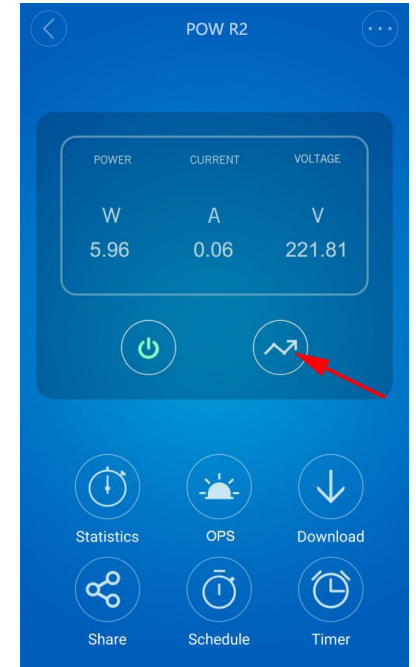 POW R2
POWER CURRENT VOLTAGE
W A V
5.96 0.06 221.81
Statistics OPS Download
Share Schedule Timer